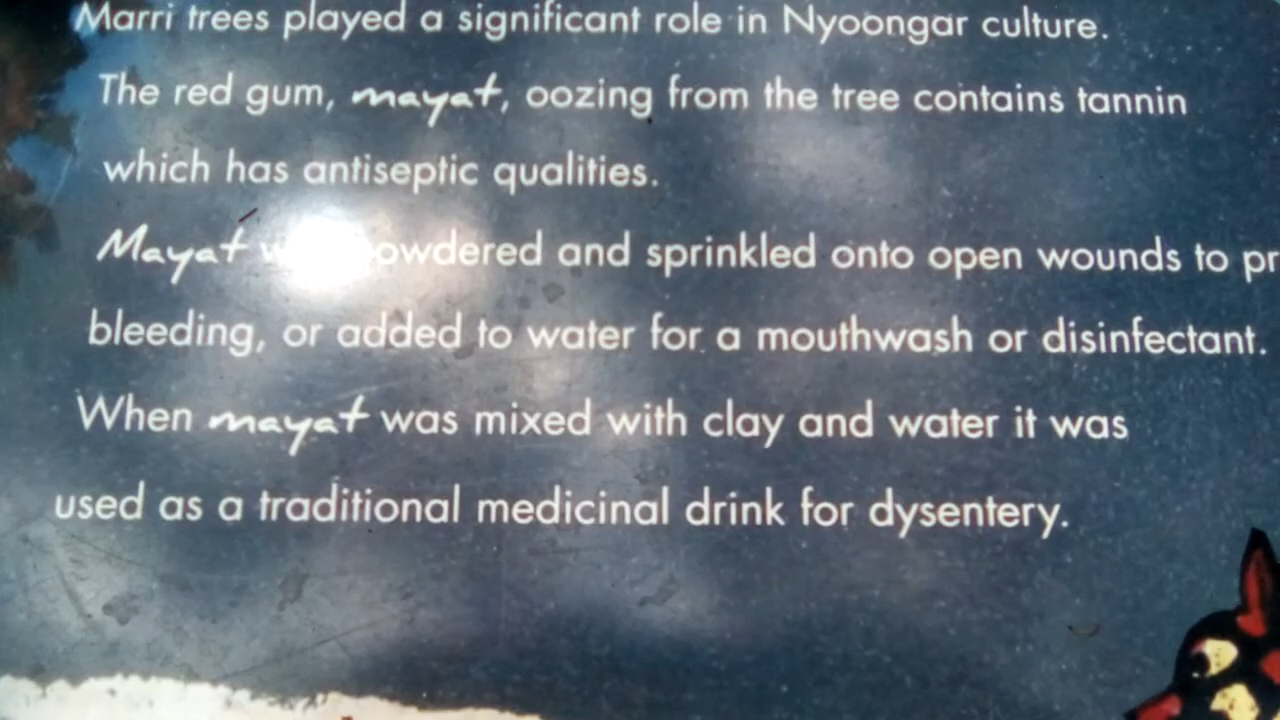 Marri trees played a significant role in Nyoongar culture.
The red gum, mayat, oozing from the tree contains tannin
which has antiseptic qualities.
Mayat and sprinkled onto open wounds to
bleeding, or added to water for a mouthwash or disinfectant.
When mayat was mixed with clay and water it was
used as a traditional medicinal drink for dysentery.